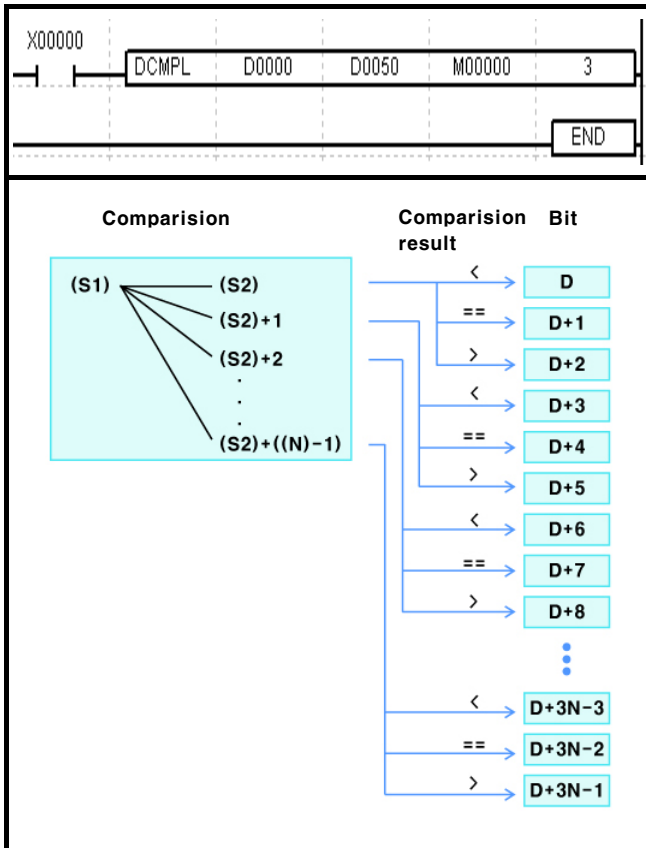 X00000
DCMPL D0000 D0050 M00000 3
END
Comparision
Comparision result
Bit
(S1)
(S2)
(S2)+1
(S2)+2
.
.
.
(S2)+((N)-1)
< D
== D+1
> D+2
< D+3
== D+4
> D+5
< D+6
== D+7
> D+8
< D+3N-3
== D+3N-2
> D+3N-1